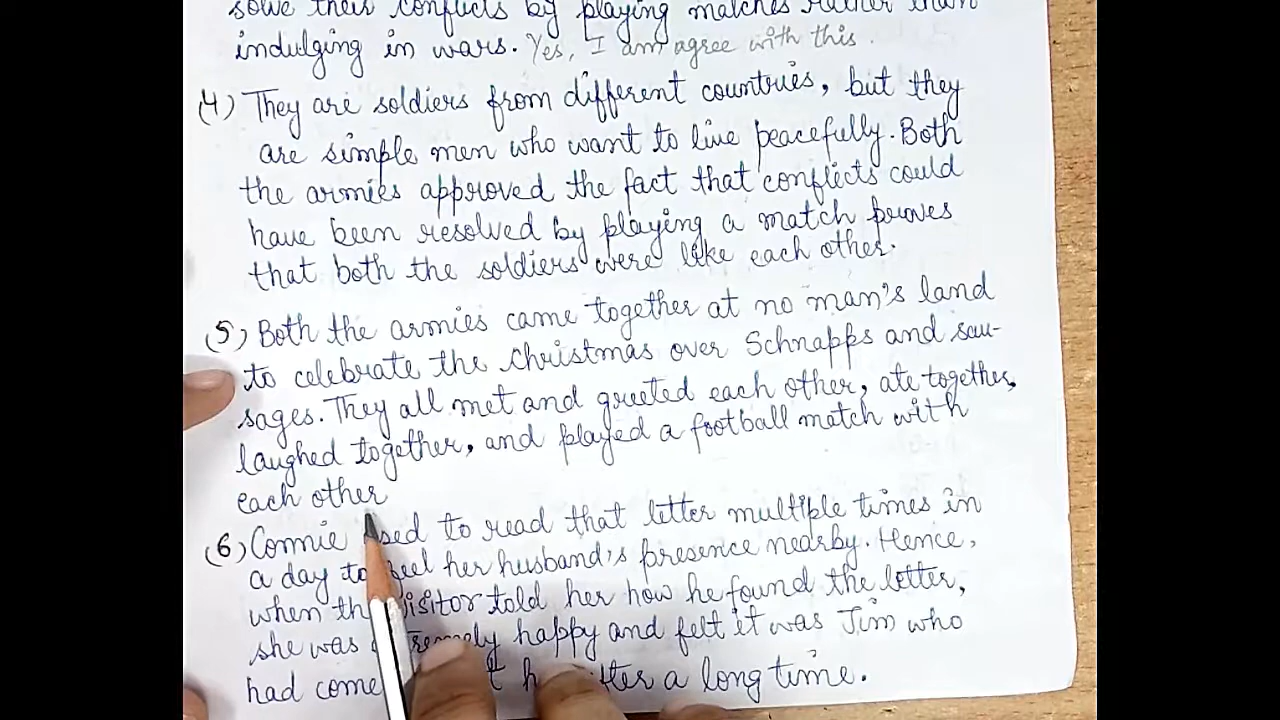 solve their conflicts by playing matches rather than
indulging in wars. Yes, I am agree with this.
(4) They are soldiers from different countries, but they
are simple men who want to live peacefully. Both
the armies approved the fact that conflicts could
have been resolved by playing a match proves
that both the soldiers were like each other.
(5) Both the armies came together at no man's land
to celebrate the christmas over Schnapps and sau-
sages. They all met and greeted each other, ate together,
laughed together, and played a football match with
each other
(6) Connie used to read that letter multiple times in
a day to feel her husband's presence nearby. Hence,
when the visitor told her how he found the letter,
she was happy and felt it was Jim who
had come after a long time.